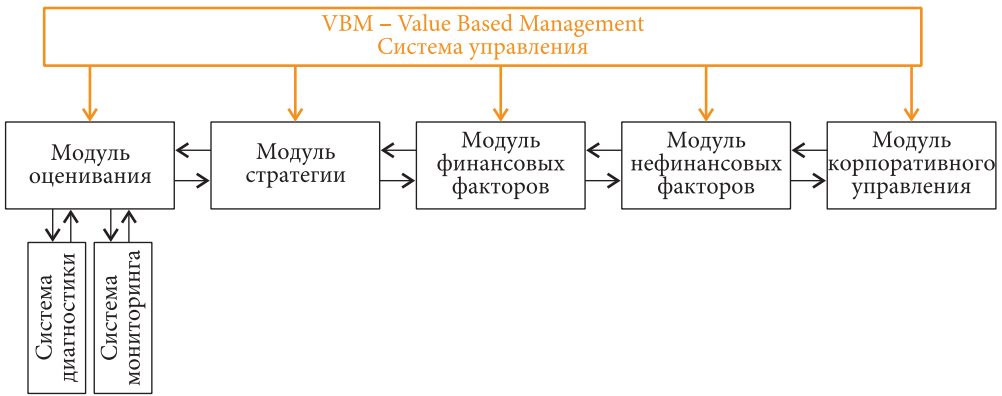 VBM – Value Based Management
Система управления
Модуль
оценивания
Модуль
стратегии
Модуль
финансовых
факторов
Модуль
нефинансовых
факторов
Модуль
корпоративного
управления
Система
диагностики
Система
мониторинга